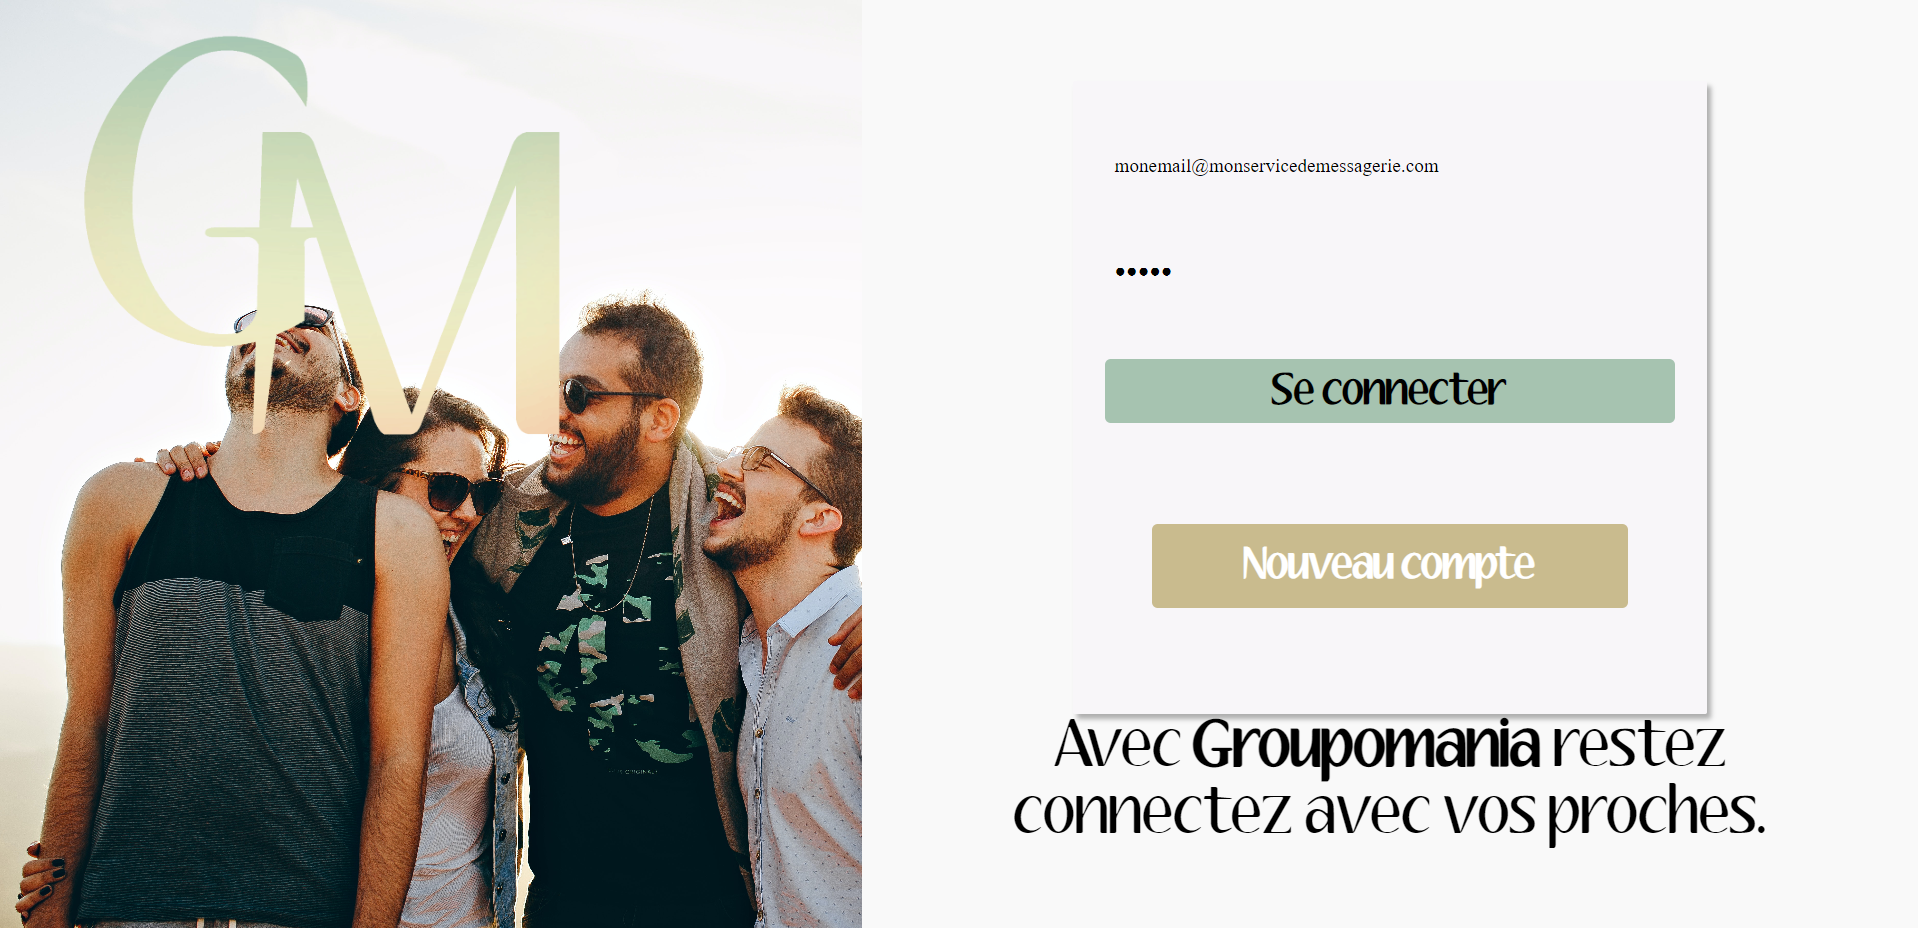 GM
monemail@monservicedemessagerie.com
•••••
Se connecter
Nouveau compte
Avec Groupomania restez
connectez avec vos proches.